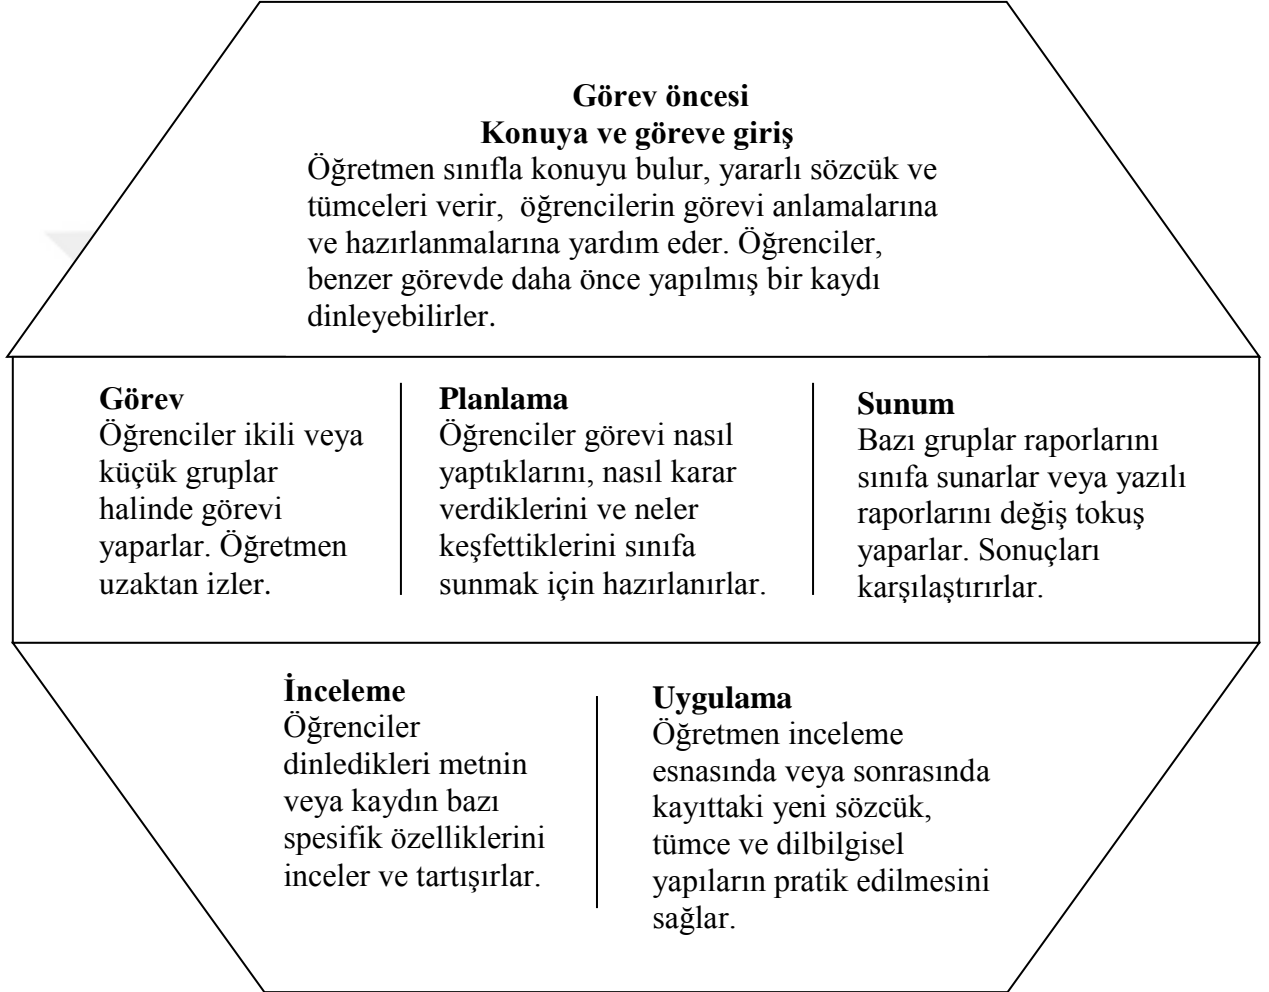 Görev öncesi
Konuya ve göreve giriş
Öğretmen sınıfla konuyu bulur, yararlı sözcük ve
tümceleri verir, öğrencilerin görevi anlamalarına
ve hazırlanmalarına yardım eder. Öğrenciler,
benzer görevde daha önce yapılmış bir kaydı
dinleyebilirler.
Görev
Öğrenciler ikili veya
küçük gruplar
halinde görevi
yaparlar. Öğretmen
uzaktan izler.
Planlama
Öğrenciler görevi nasıl
yaptıklarını, nasıl karar
verdiklerini ve neler
keşfettiklerini sınıfa
sunmak için hazırlanırlar.
Sunum
Bazı gruplar raporlarını
sınıfa sunarlar veya yazılı
raporlarını değiş tokuş
yaparlar. Sonuçları
karşılaştırırlar.
İnceleme
Öğrenciler
dinledikleri metnin
veya kaydın bazı
spesifik özelliklerini
inceler ve tartışırlar.
Uygulama
Öğretmen inceleme
esnasında veya sonrasında
kayıttaki yeni sözcük,
tümce ve dilbilgisel
yapıların pratik edilmesini
sağlar.